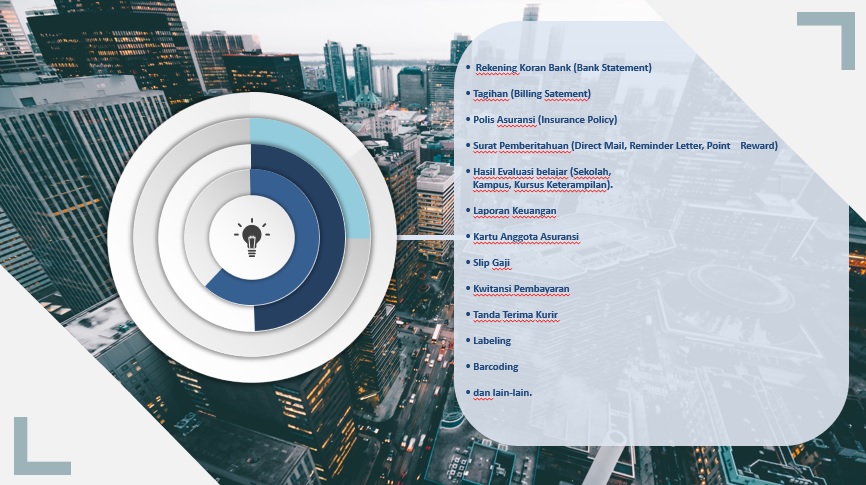 • Rekening Koran Bank (Bank Statement)
• Tagihan (Billing Satement)
• Polis Asuransi (Insurance Policy)
• Surat Pemberitahuan (Direct Mail, Reminder Letter, Point Reward)
• Hasil Evaluasi belajar (Sekolah,
Kampus, Kursus Keterampilan).
• Laporan Keuangan
• Kartu Anggota Asuransi
• Slip Gaji
• Kwitansi Pembayaran
• Tanda Terima Kurir
• Labeling
• Barcoding
• dan lain-lain.